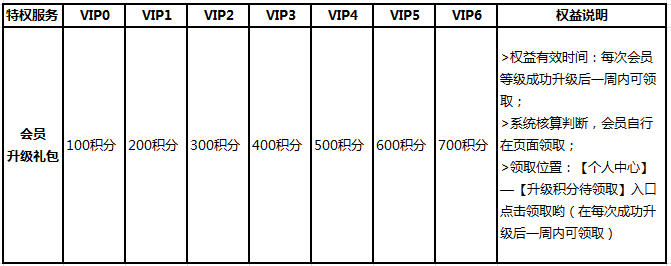 特权服务 VIP0 VIP1 VIP2 VIP3 VIP4 VIP5 VIP6 权益说明
会员
升级礼包
100积分 200积分 300积分 400积分 500积分 600积分 700积分
>权益有效时间：每次会员
等级成功升级后一周内可领
取；
>系统核算判断，会员自行
在页面领取；
>领取位置：【个人中心】
—【升级积分待领取】入口
点击领取哟（在每次成功升
级后一周内可领取）